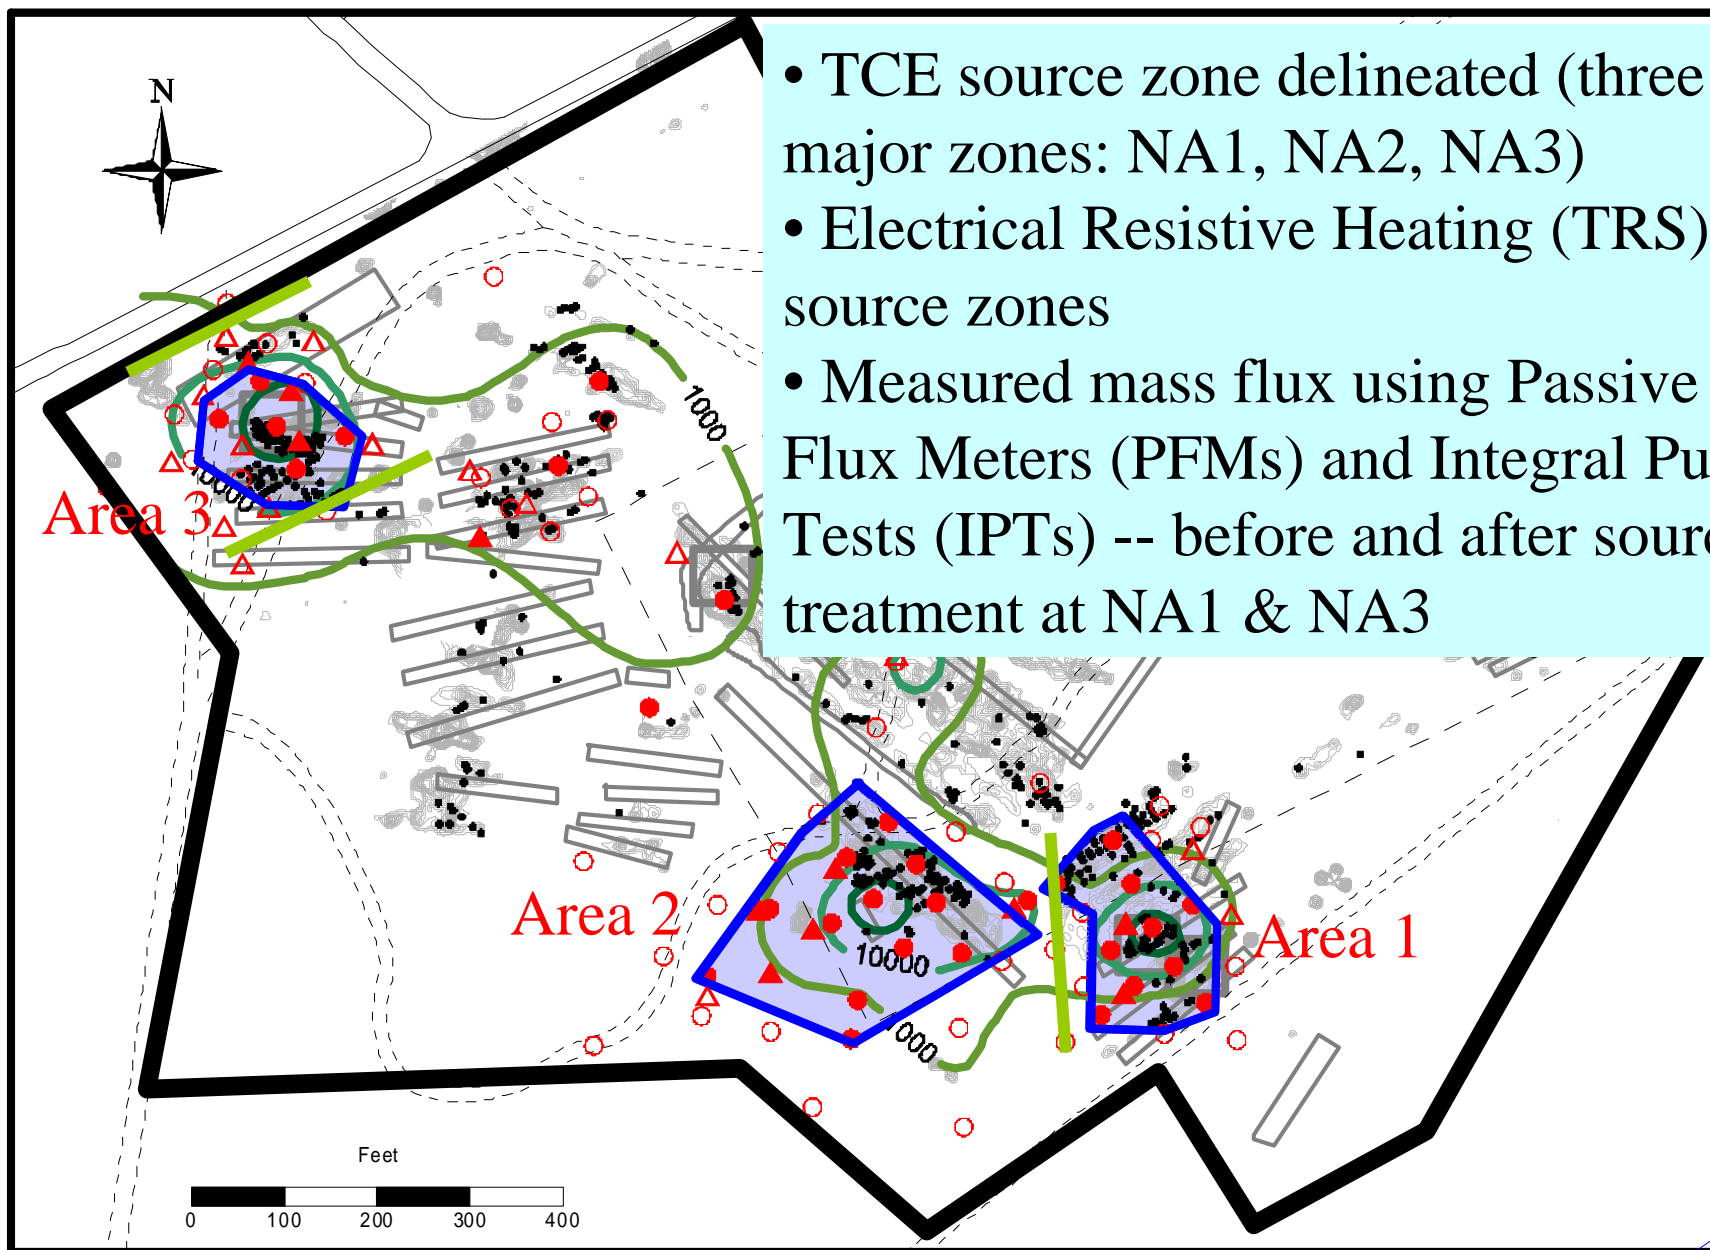 N
• TCE source zone delineated (three
major zones: NA1, NA2, NA3)
• Electrical Resistive Heating (TRS)
source zones
• Measured mass flux using Passive
Flux Meters (PFMs) and Integral Pu
Tests (IPTs) -- before and after sour
treatment at NA1 & NA3
1000
10000
Area 3
Area 2
Area 1
10000
1000
Feet
0 100 200 300 400